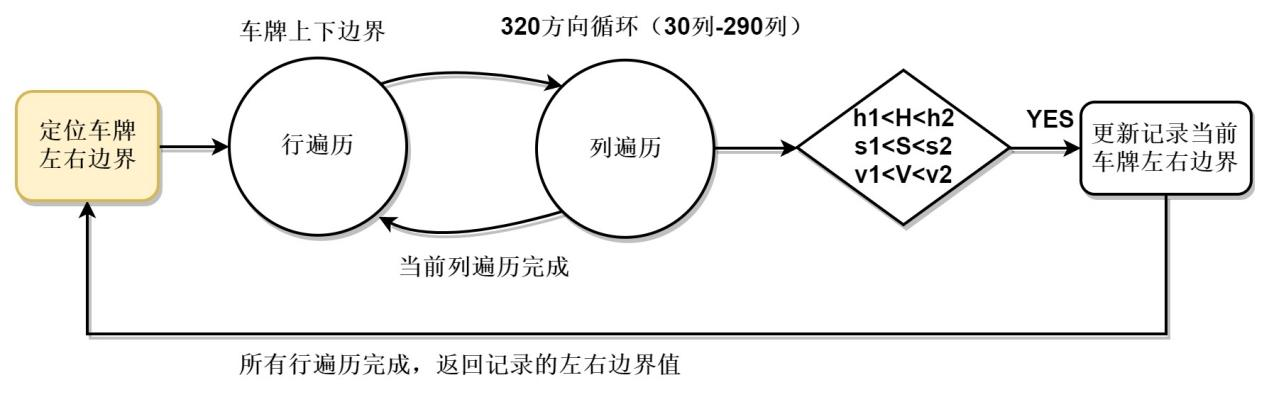 车牌上下边界
320方向循环（30列-290列）
定位车牌
左右边界
行遍历
列遍历
h1<H<h2
s1<S<s2
v1<V<v2
YES
更新记录当前
车牌左右边界
当前列遍历完成
所有行遍历完成，返回记录的左右边界值